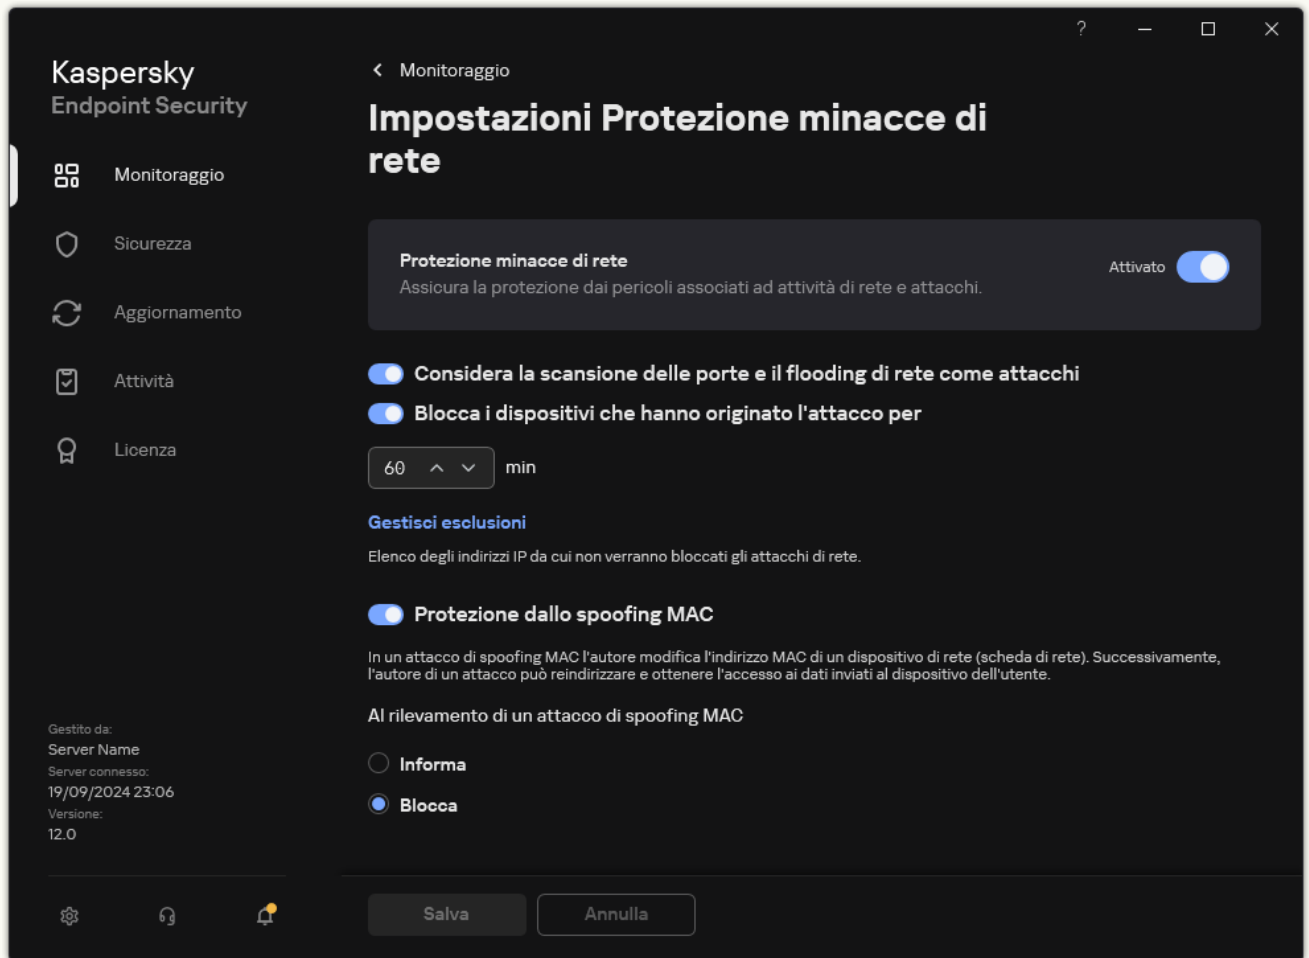 ?
Kaspersky
Endpoint Security
Monitoraggio
Sicurezza
Aggiornamento
Attività
Licenza
Gestito da:
Server Name
Server connesso:
19/09/2024 23:06
Versione:
12.0
Monitoraggio
Impostazioni Protezione minacce di
rete
Protezione minacce di rete
Assicura la protezione dai pericoli associati ad attività di rete e attacchi.
Attivato
Considera la scansione delle porte e il flooding di rete come attacchi
Blocca i dispositivi che hanno originato l'attacco per
60 min
Gestisci esclusioni
Elenco degli indirizzi IP da cui non verranno bloccati gli attacchi di rete.
Protezione dallo spoofing MAC
In un attacco di spoofing MAC l'autore modifica l'indirizzo MAC di un dispositivo di rete (scheda di rete). Successivamente,
l'autore di un attacco può reindirizzare e ottenere l'accesso ai dati inviati al dispositivo dell'utente.
Al rilevamento di un attacco di spoofing MAC
Informa
Blocca
Salva
Annulla